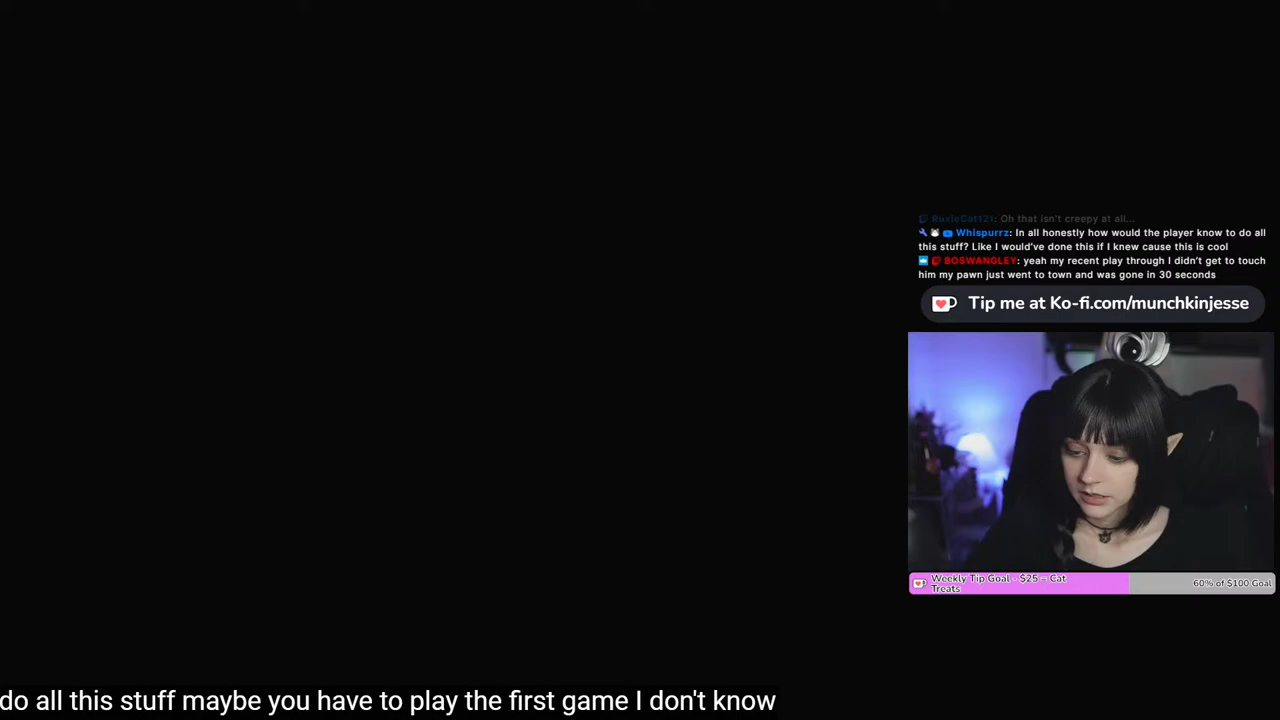 RuxieCat121: Oh that isn't creepy at all...
Whispurrz: In all honestly how would the player know to do all
this stuff? Like I would've done this if I knew cause this is cool
BOSWANGLEY: yeah my recent play through I didn't get to touch
him my pawn just went to town and was gone in 30 seconds
Tip me at Ko-fi.com/munchkinjesse
Weekly Tip Goal - $25 = Cat
Treats
60% of $100 Goal
do all this stuff maybe you have to play the first game I don't know